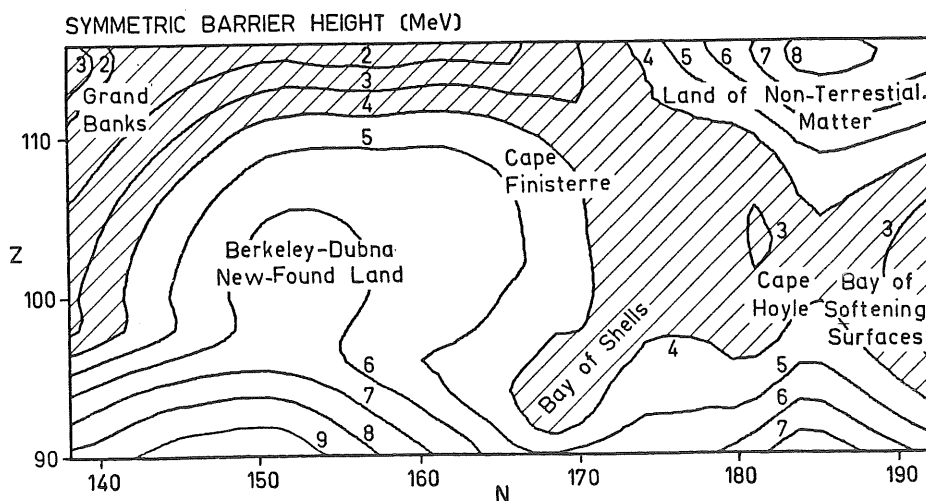 SYMMETRIC BARRIER HEIGHT (MeV)
3
2
2
3
4
5
4
5
6
7
8
Grand
Banks
Land of Non-Terrestial
Matter
110
Cape
Finisterre
Z
Berkeley-Dubna
New-Found Land
3
3
100
Cape
Hoyle
Bay of
Softening
Surfaces
Bay of Shells
4
5
6
7
6
7
8
9
90
140
150
160
170
180
190
N